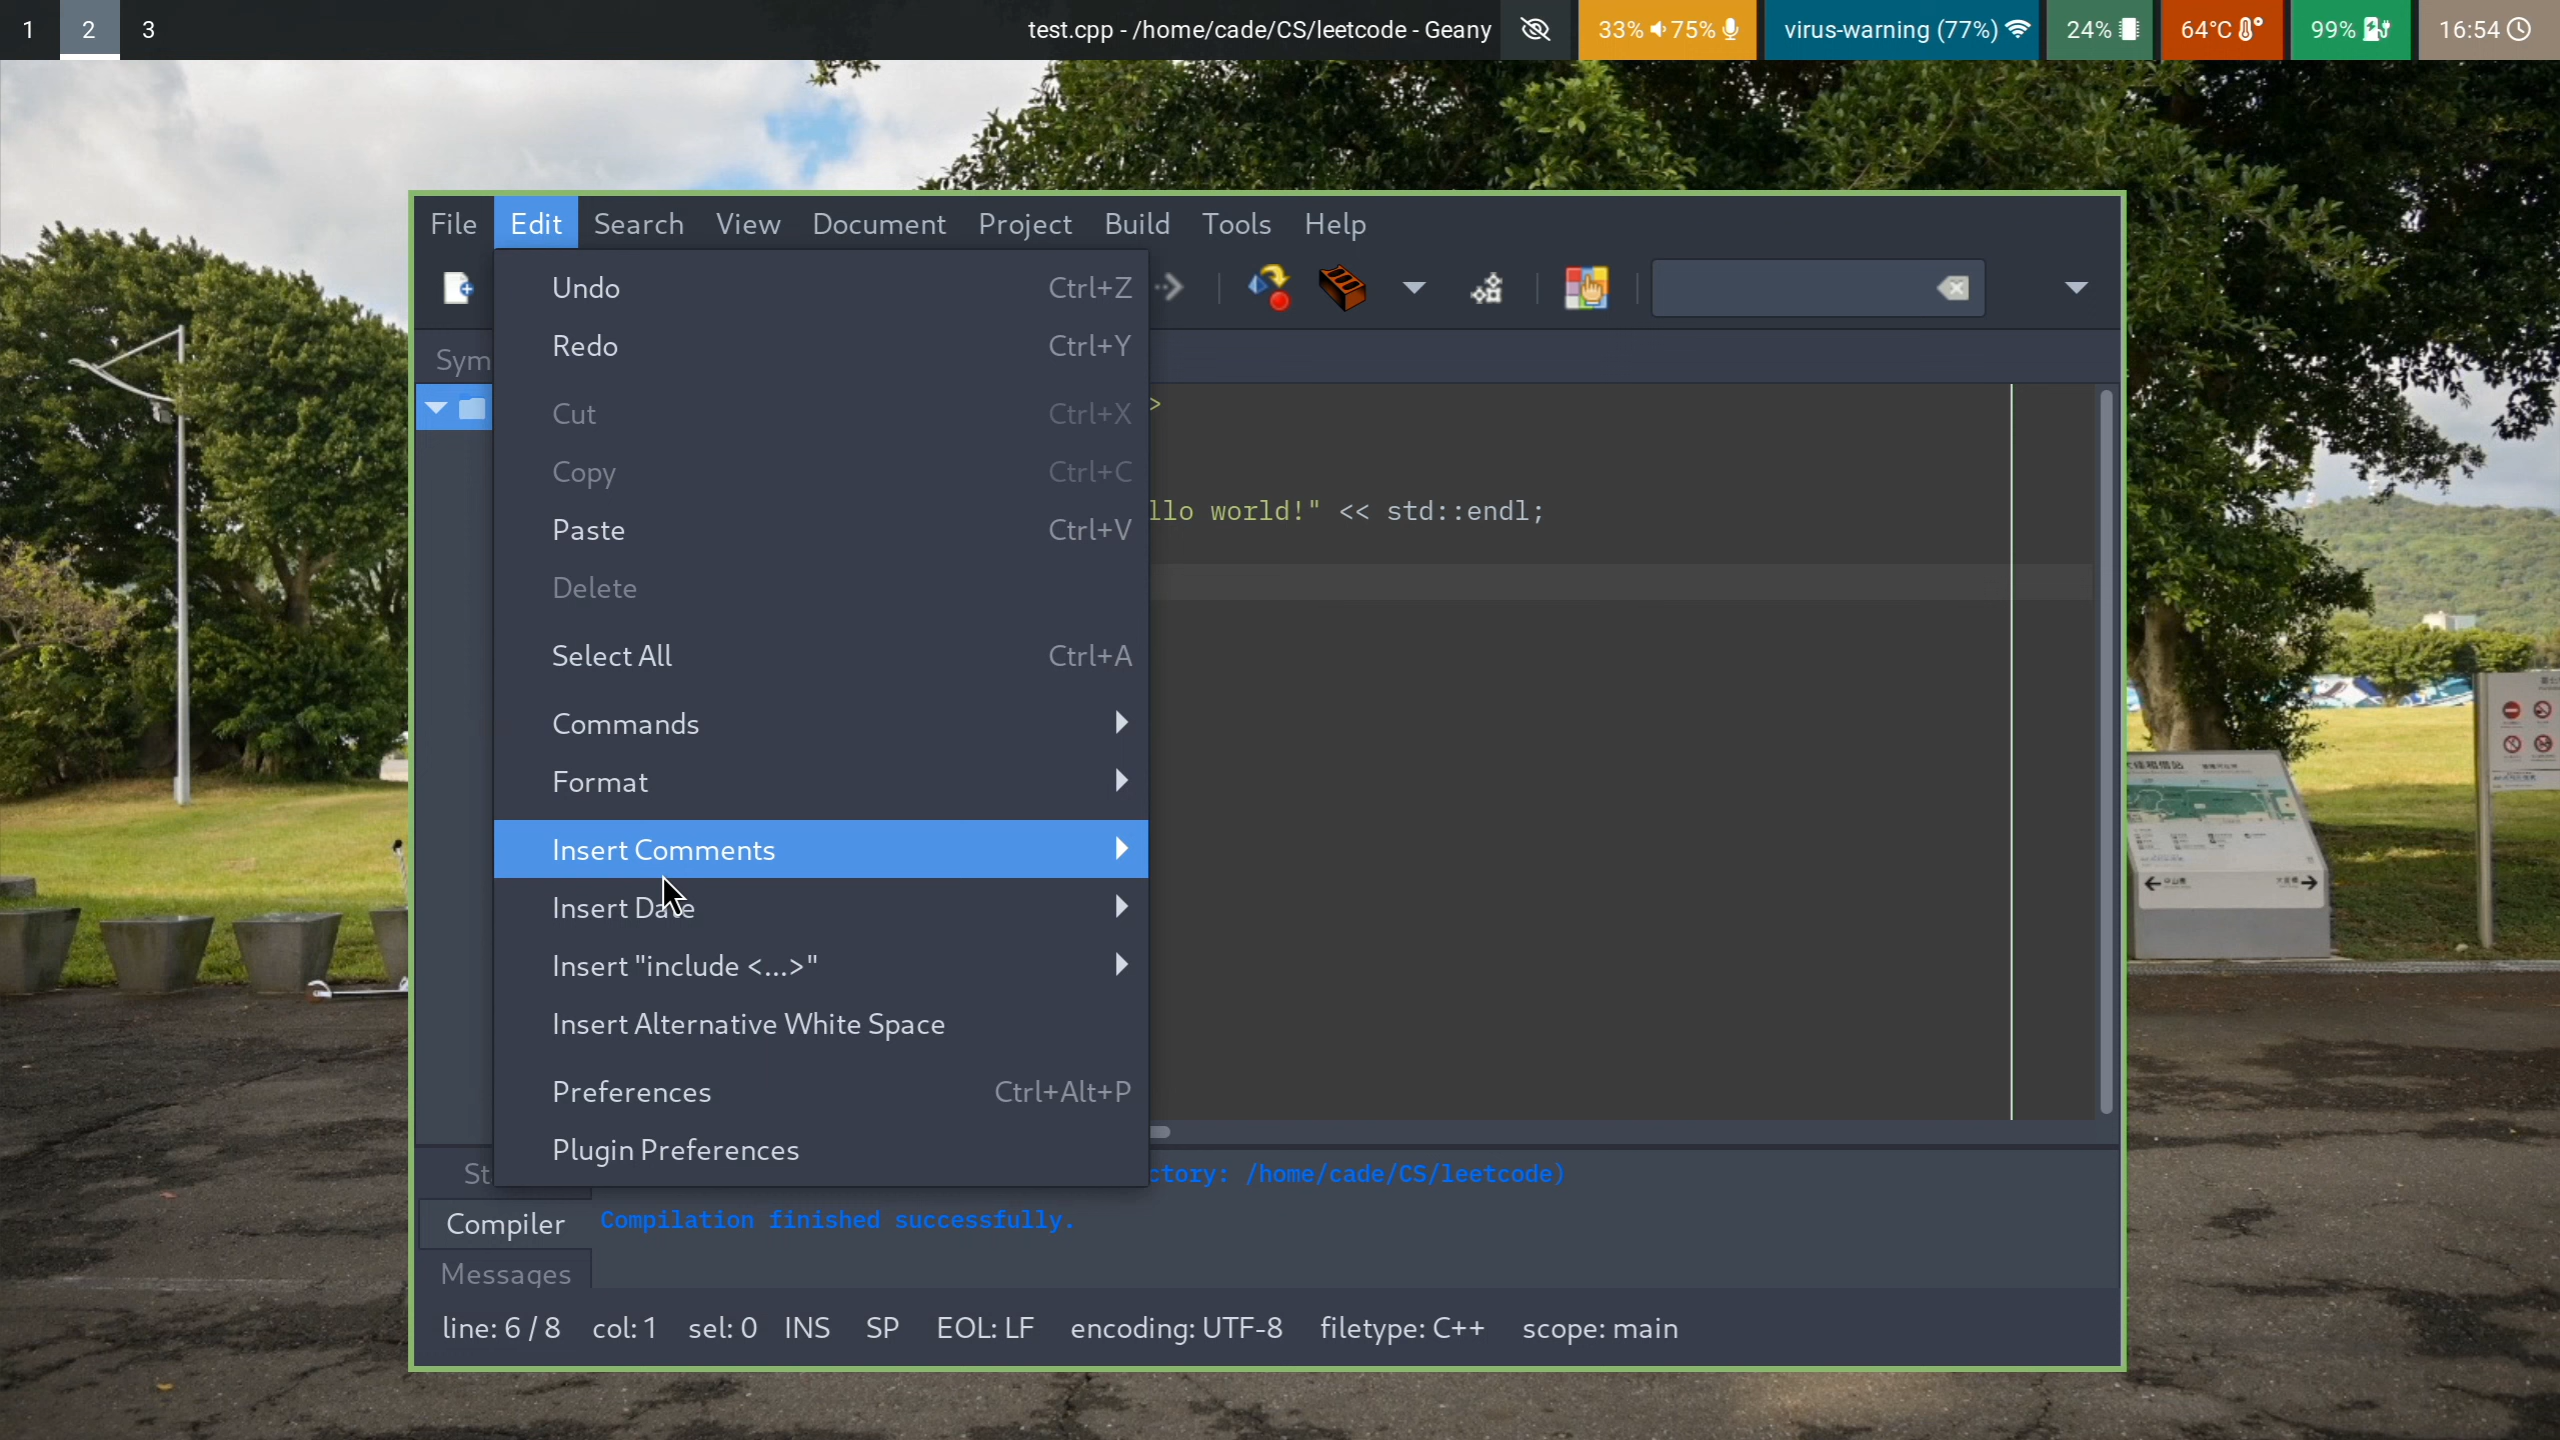 1 2 3 test.cpp - /home/cade/CS/leetcode - Geany 33% 75% virus-warning (77%) 24% 64°C 99% 16:54
File Edit Search View Document Project Build Tools Help
Undo Ctrl+Z
Redo Ctrl+Y
Sym
Cut Ctrl+X
>
Copy Ctrl+C
llo world!" << std::endl;
Paste Ctrl+V
Delete
Select All Ctrl+A
Commands
Format
Insert Comments
Insert Date
Insert "include <...>"
Insert Alternative White Space
Preferences Ctrl+Alt+P
Plugin Preferences
St
ctory: /home/cade/CS/leetcode)
Compiler
Compilation finished successfully.
Messages
line: 6 / 8 col: 1 sel: 0 INS SP EOL: LF encoding: UTF-8 filetype: C++ scope: main